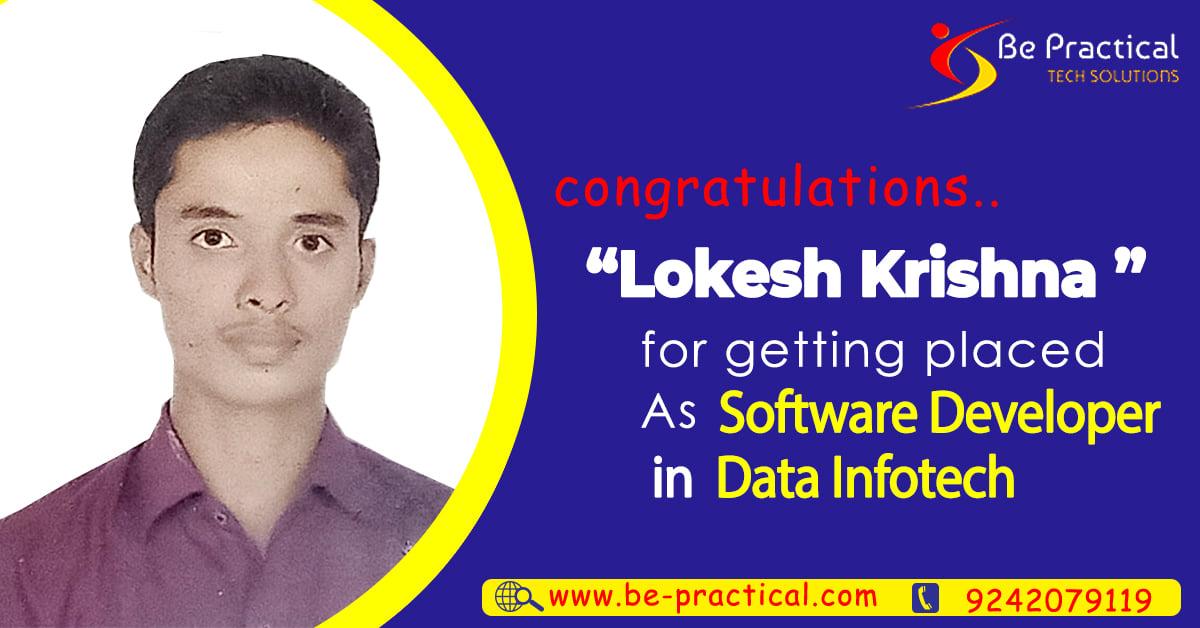 Be Practical
TECH SOLUTIONS
congratulations..
“Lokesh Krishna ”
for getting placed
As Software Developer
in Data Infotech
www.be-practical.com 9242079119